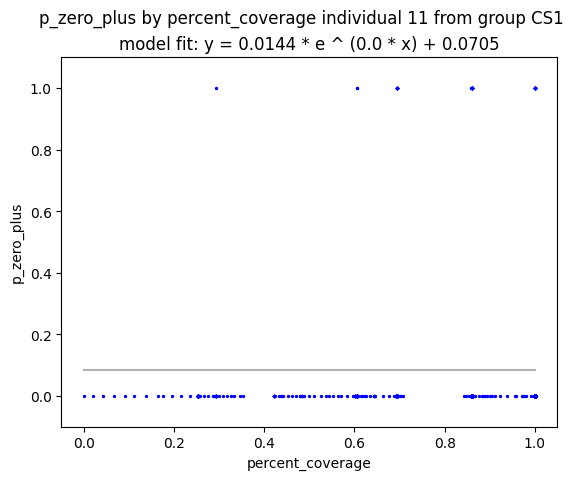 p_zero_plus by percent_coverage individual 11 from group CS1
model fit: y = 0.0144 * e ^ (0.0 * x) + 0.0705
1.0
0.8
0.6
0.4
0.2
0.0
p_zero_plus
0.0 0.2 0.4 0.6 0.8 1.0
percent_coverage